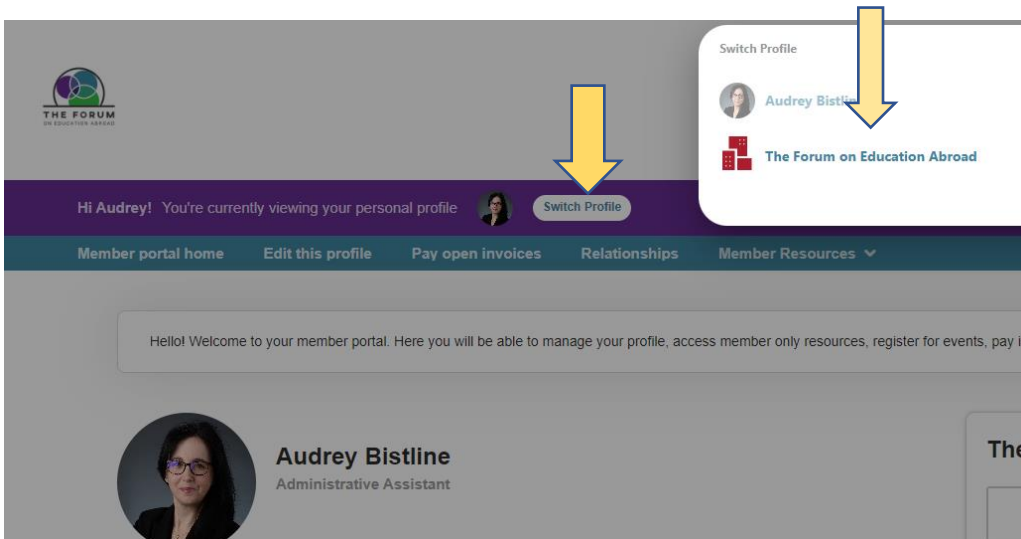 Switch Profile
Audrey Bistline
The Forum on Education Abroad
THE FORUM
ON EDUCATION ABROAD
Hi Audrey! You're currently viewing your personal profile Switch Profile
Member portal home Edit this profile Pay open invoices Relationships Member Resources
Hello! Welcome to your member portal. Here you will be able to manage your profile, access member only resources, register for events, pay i
Audrey Bistline
Administrative Assistant
The